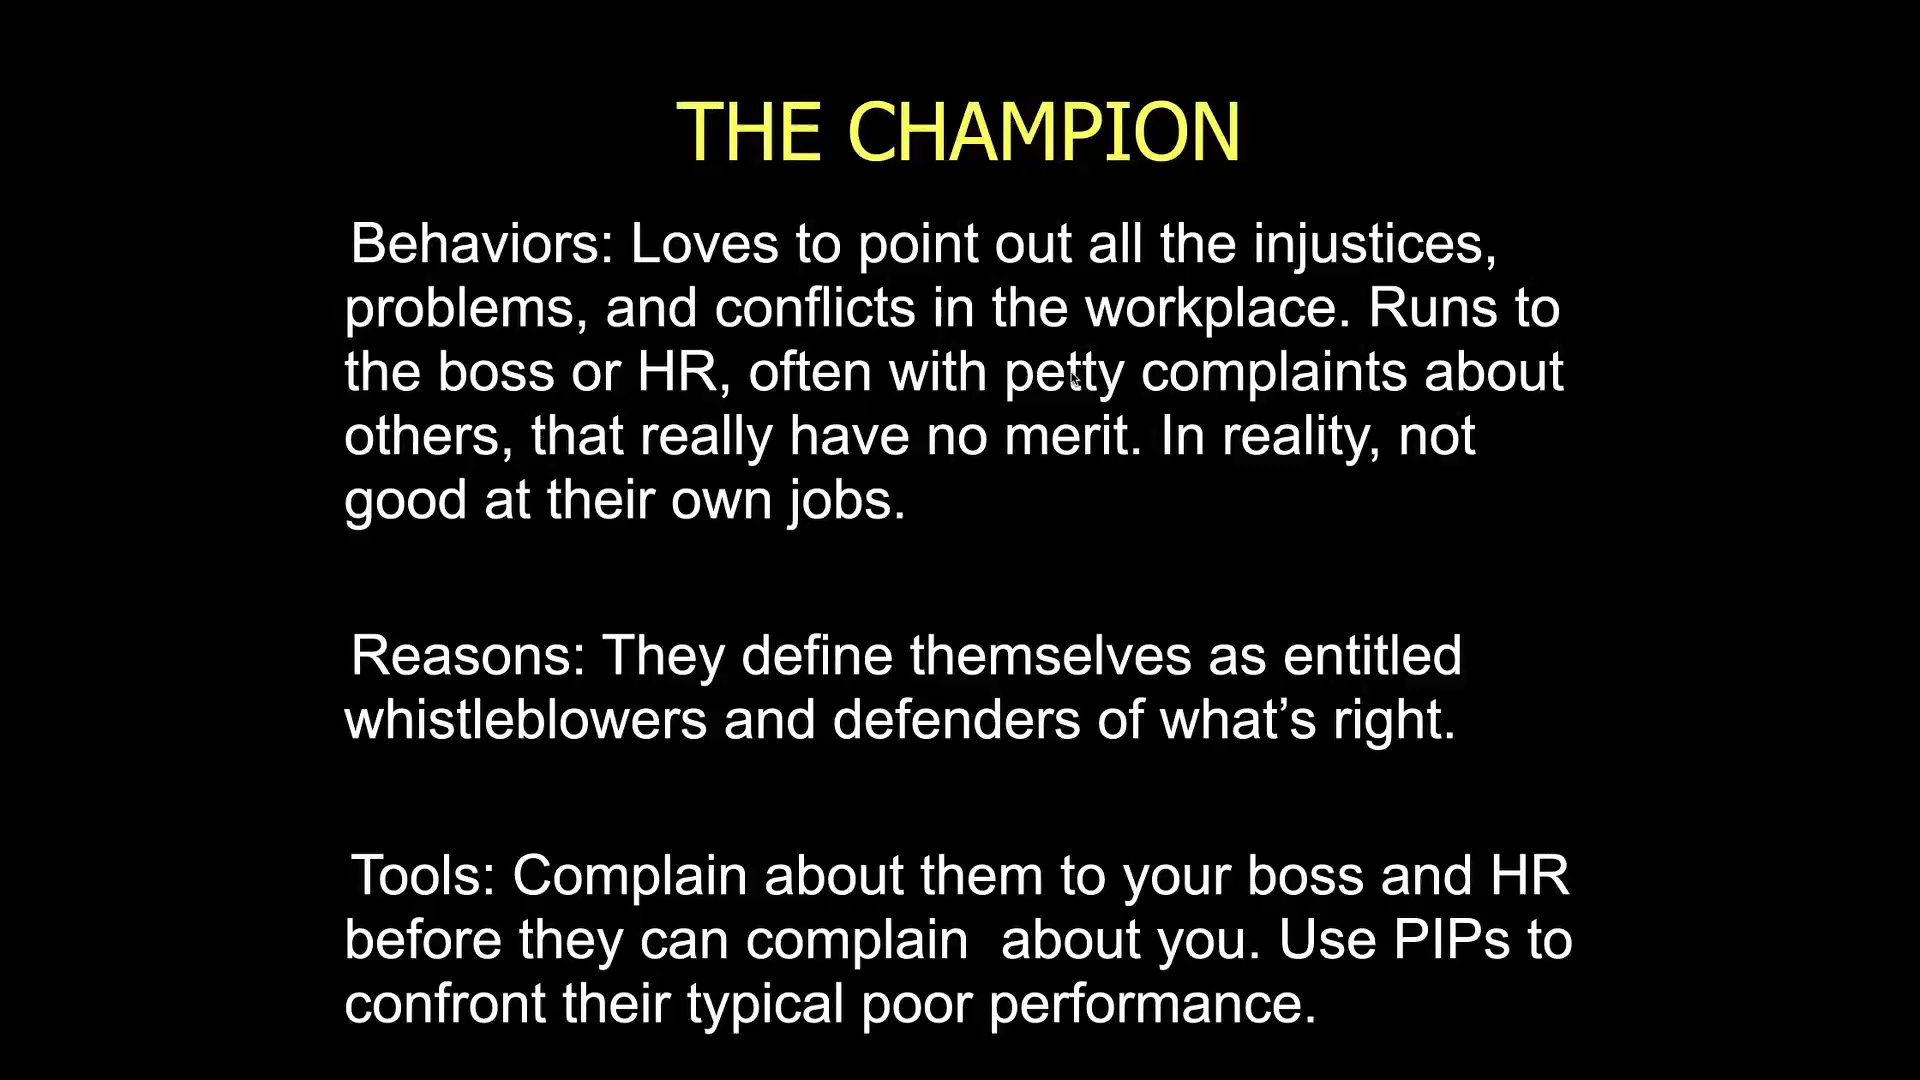 THE CHAMPION
Behaviors: Loves to point out all the injustices,
problems, and conflicts in the workplace. Runs to
the boss or HR, often with petty complaints about
others, that really have no merit. In reality, not
good at their own jobs.
Reasons: They define themselves as entitled
whistleblowers and defenders of what’s right.
Tools: Complain about them to your boss and HR
before they can complain  about you. Use PIPs to
confront their typical poor performance.